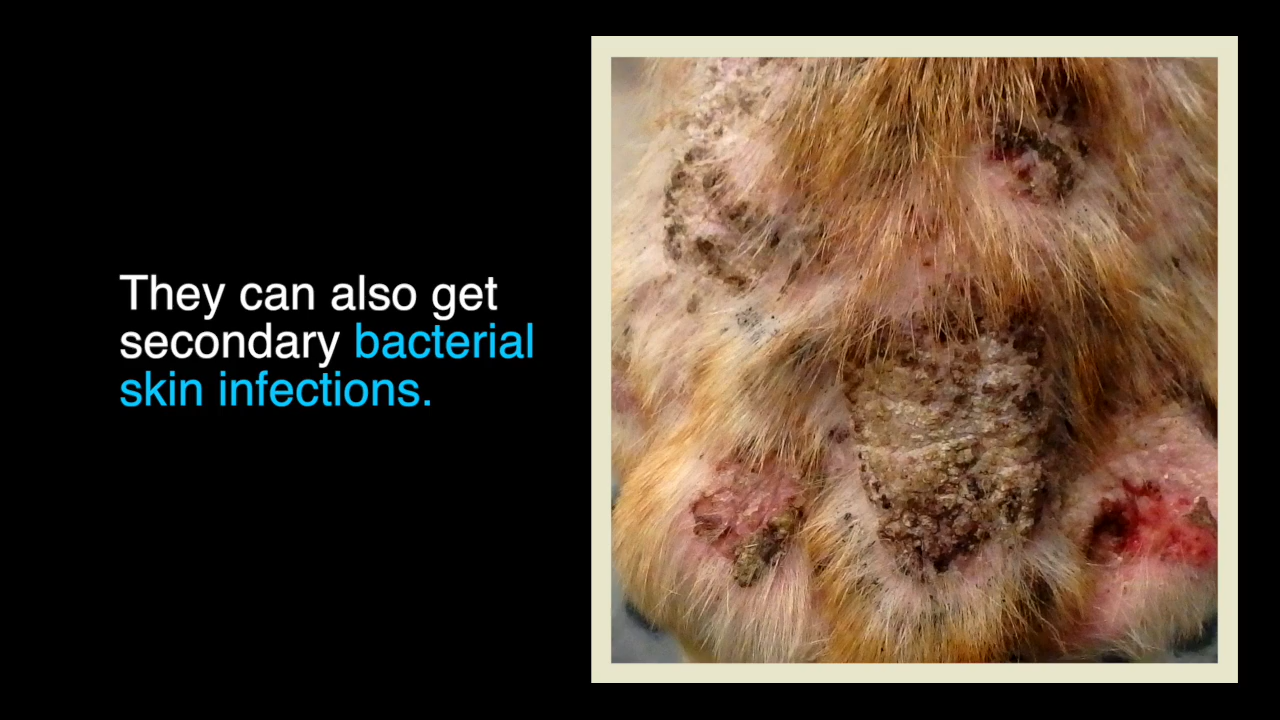 They can also get
secondary bacterial
skin infections.